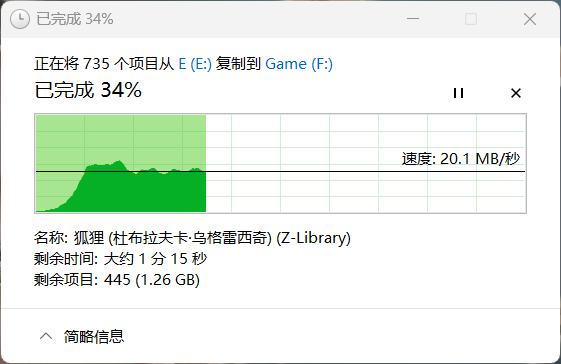 已完成 34%
正在将 735 个项目从 E (E:) 复制到 Game (F:)
已完成 34%
速度: 20.1 MB/秒
名称: 狐狸 (杜布拉夫卡·乌格雷西奇) (Z-Library)
剩余时间: 大约 1 分 15 秒
剩余项目: 445 (1.26 GB)
简略信息